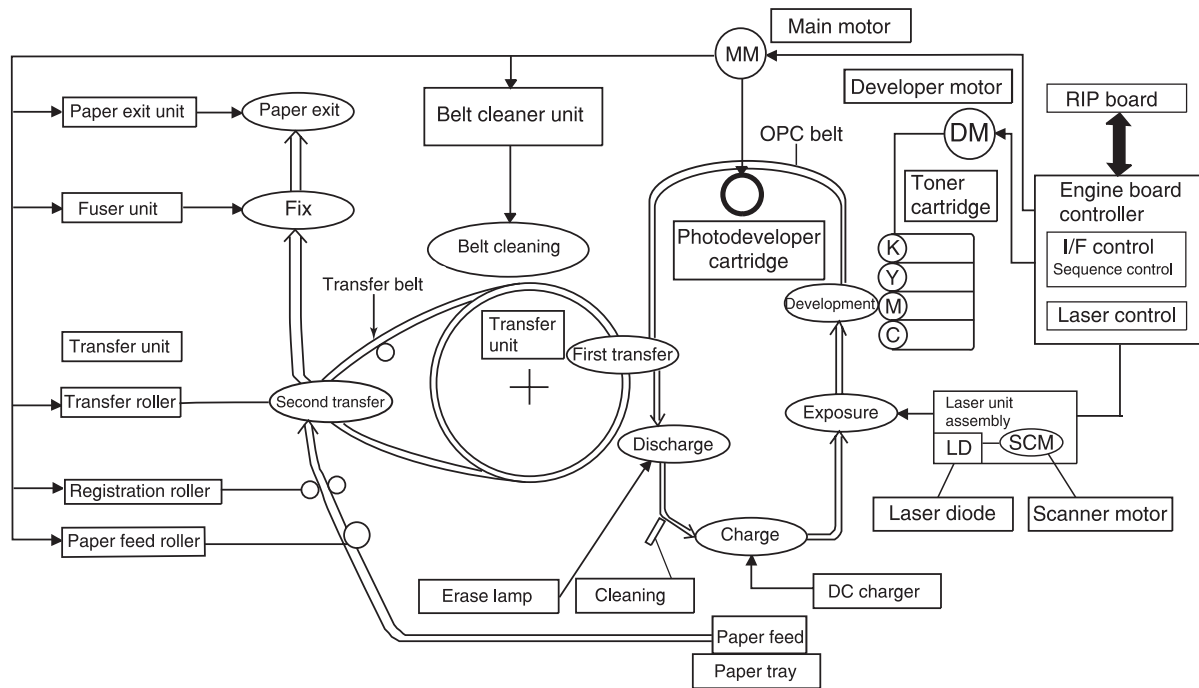 Main motor
MM
Developer motor
RIP board
Paper exit unit
Paper exit
Belt cleaner unit
OPC belt
DM
Toner
cartridge
Engine board
controller
Fuser unit
Fix
Belt cleaning
Photodeveloper
cartridge
K
I/F control
Sequence control
Y
Transfer belt
Development
M
Laser control
Transfer unit
Transfer
unit
First transfer
C
Transfer roller
Second transfer
Exposure
Laser unit
assembly
Discharge
LD
SCM
Registration roller
Laser diode
Scanner motor
Paper feed roller
Charge
Erase lamp
Cleaning
DC charger
Paper feed
Paper tray